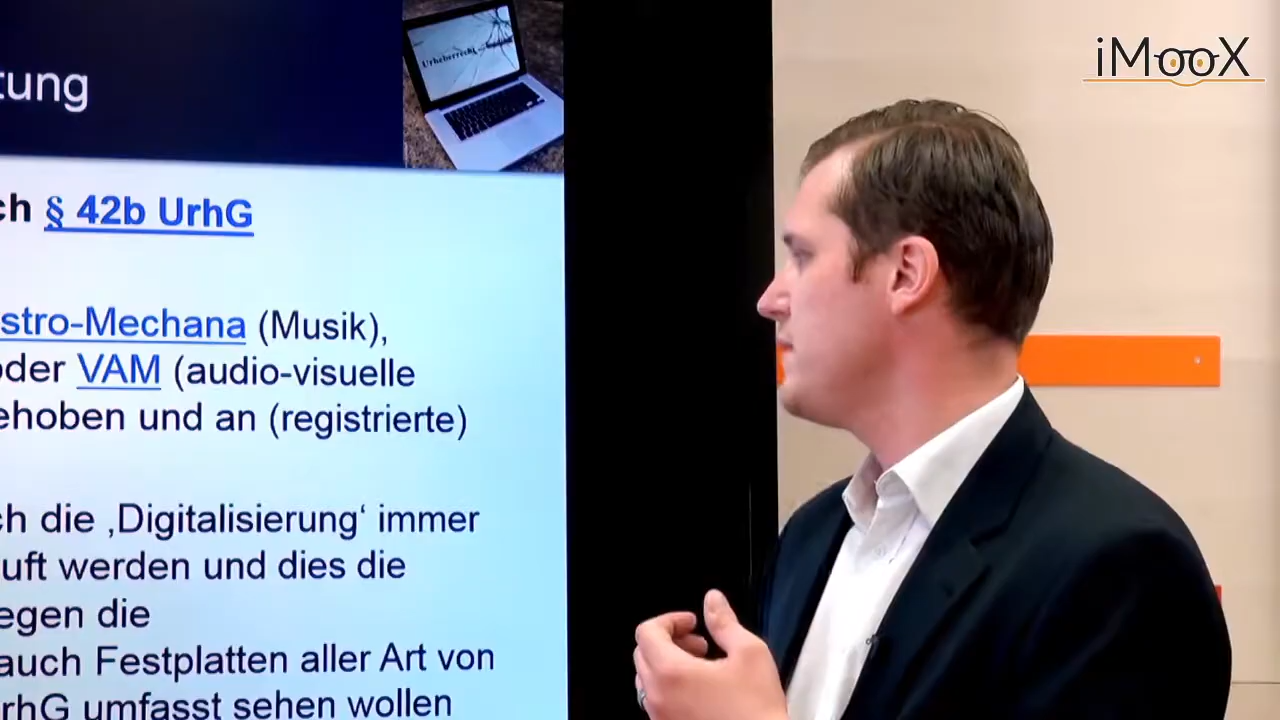 iMooX
Urheberrecht
tung
ch § 42b UrhG
stro-Mechana (Musik),
oder VAM (audio-visuelle
ehoben und an (registrierte)
ch die ‚Digitalisierung‘ immer
uft werden und dies die
egen die
auch Festplatten aller Art von
rhG umfasst sehen wollen